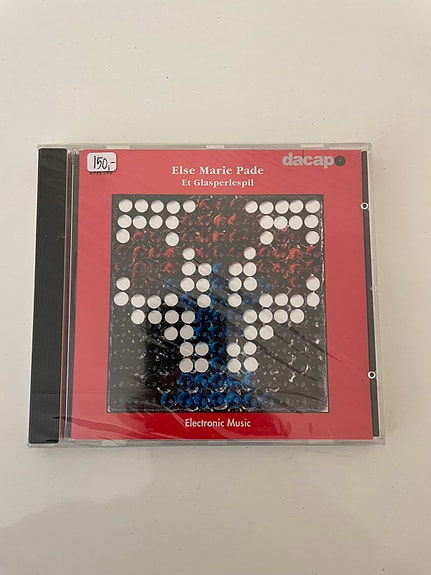 150,-
dacapo
Else Marie Pade
Et Glasperlespil
Electronic Music